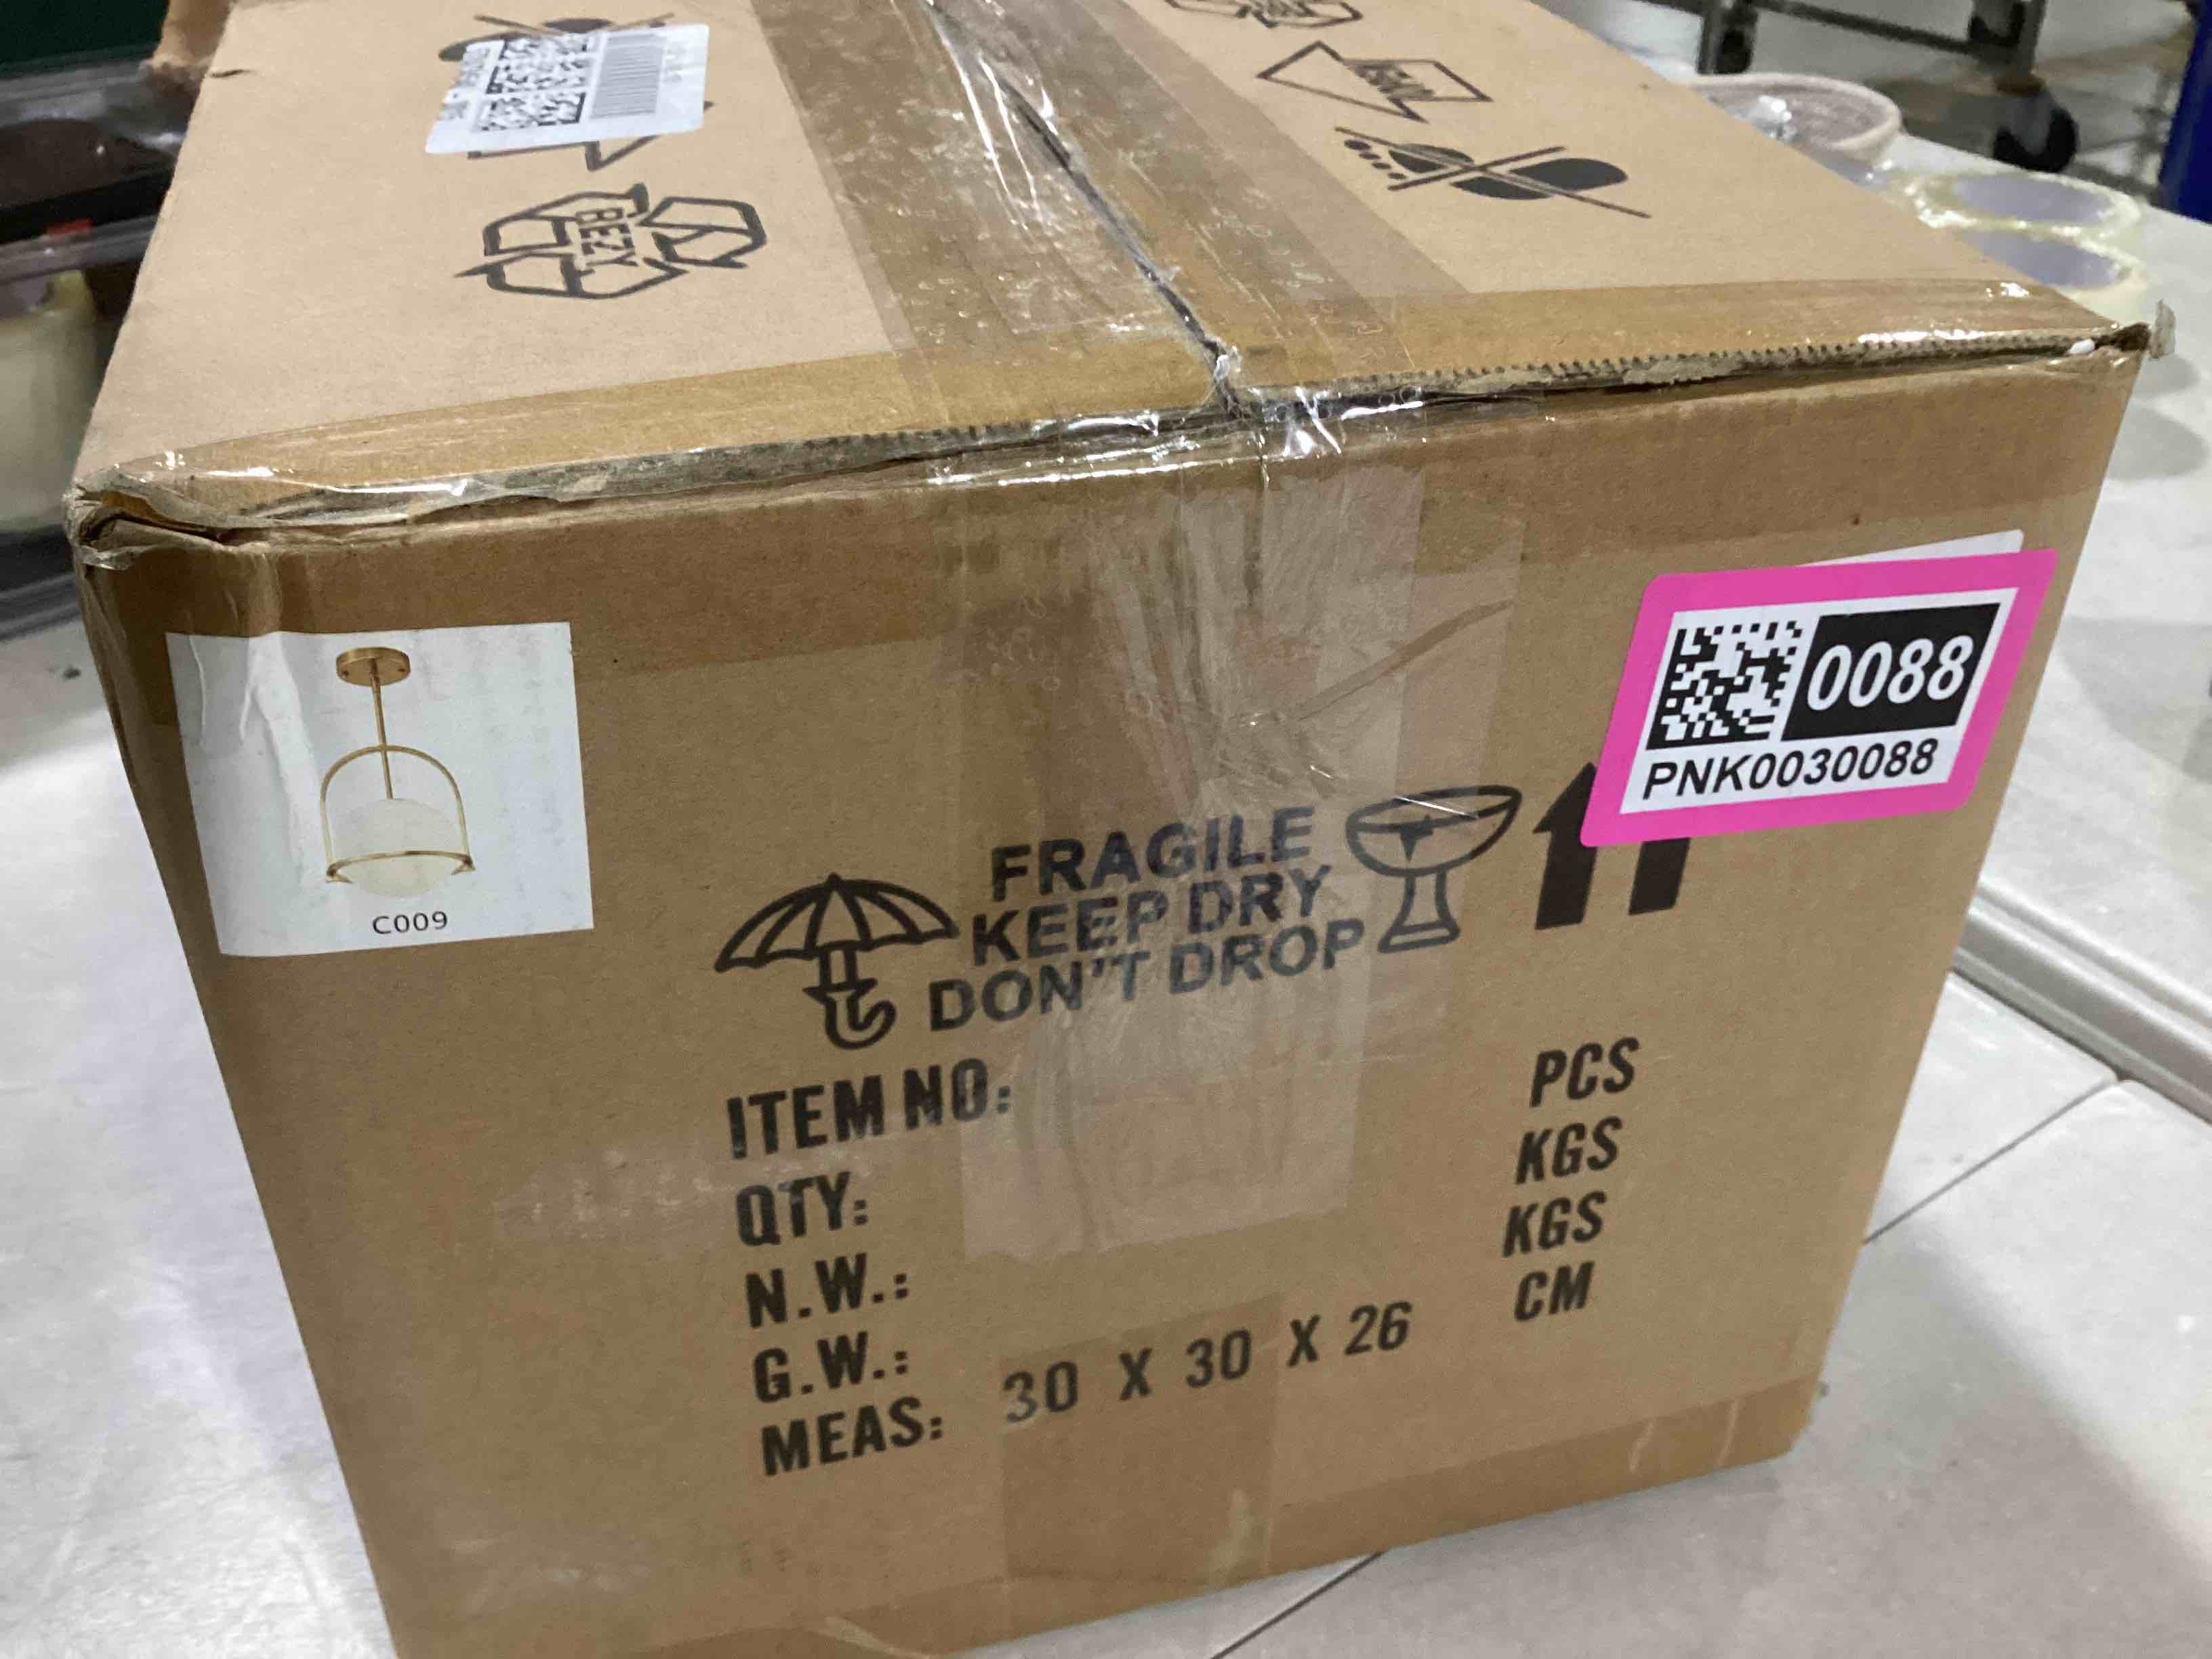 BEZY
C009
0088
PNK0030088
FRAGILE
KEEP DRY
DON'T DROP
ITEM NO:
PCS
QTY:
KGS
N.W.:
KGS
G.W.:
CM
MEAS: 30 X 30 X 26